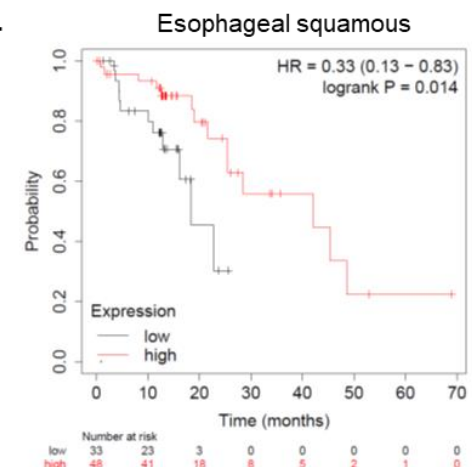 Esophageal squamous
HR = 0.33 (0.13 − 0.83)
logrank P = 0.014
Probability
1.0
0.8
0.6
0.4
0.2
0.0
Expression
low
high
0 10 20 30 40 50 60 70
Time (months)
Number at risk
low 33 23 3 0 0 0 0 0
high 48 41 18 8 5 2 1 0